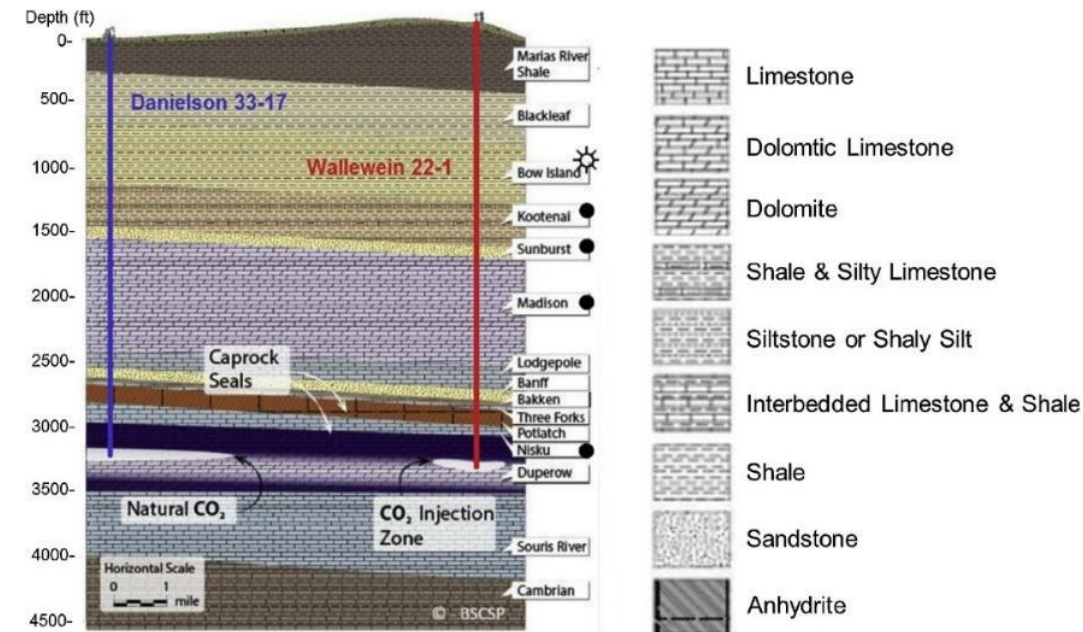 Depth (ft)
0-
500-
1000-
1500-
2000-
2500-
3000-
3500-
4000-
4500-
Danielson 33-17
Wallewein 22-1
Caprock
Seals
Natural CO₂
CO₂ Injection
Zone
Horizontal Scale
0 1
mile
© BSCSP
Marias River
Shale
Blackleaf
Bow Island
Kootenai
Sunburst
Madison
Lodgepole
Banff
Bakken
Three Forks
Potlatch
Nisku
Duperow
Souris River
Cambrian
Limestone
Dolomtic Limestone
Dolomite
Shale & Silty Limestone
Siltstone or Shaly Silt
Interbedded Limestone & Shale
Shale
Sandstone
Anhydrite